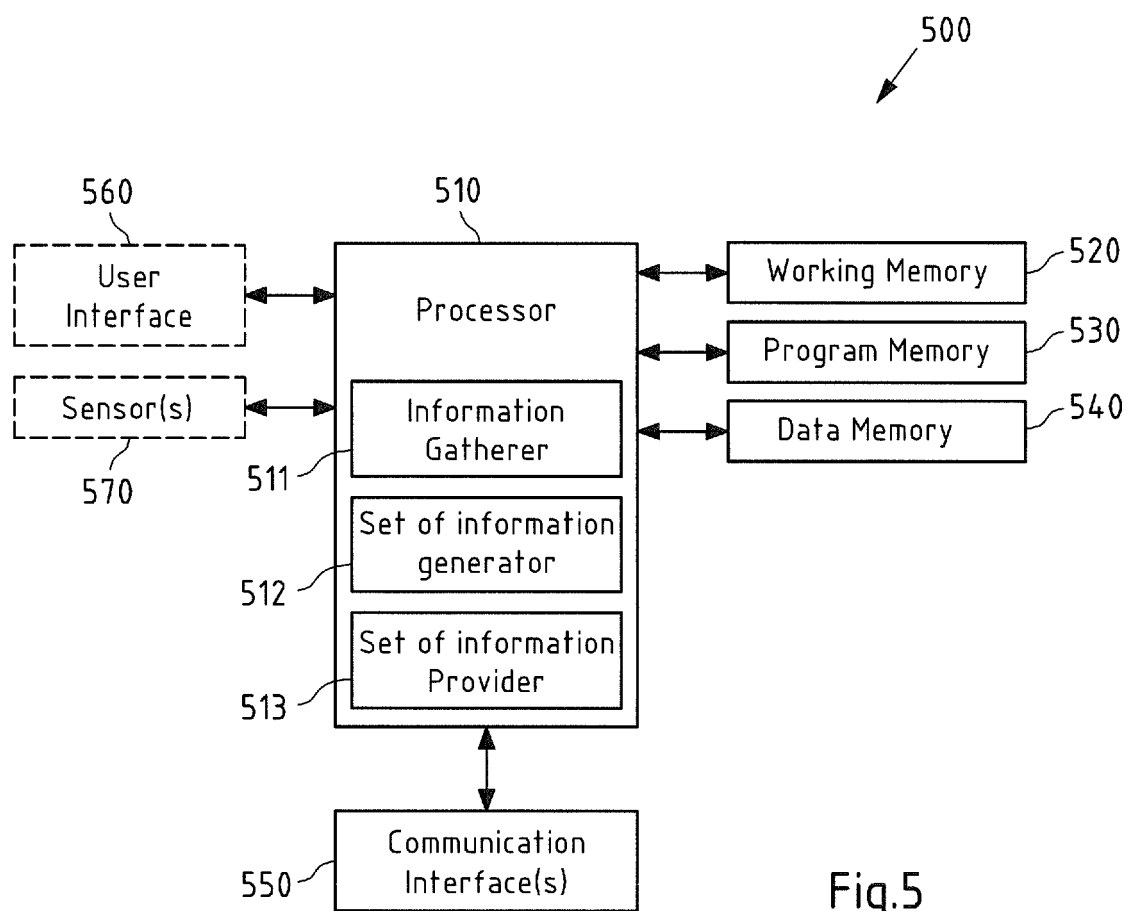 500
560
510
User
Interface
Processor
Working Memory
520
Program Memory
530
Sensor(s)
570
Data Memory
540
Information
Gatherer
511
Set of information
generator
512
Set of information
Provider
513
Communication
Interface(s)
550
Fig.5